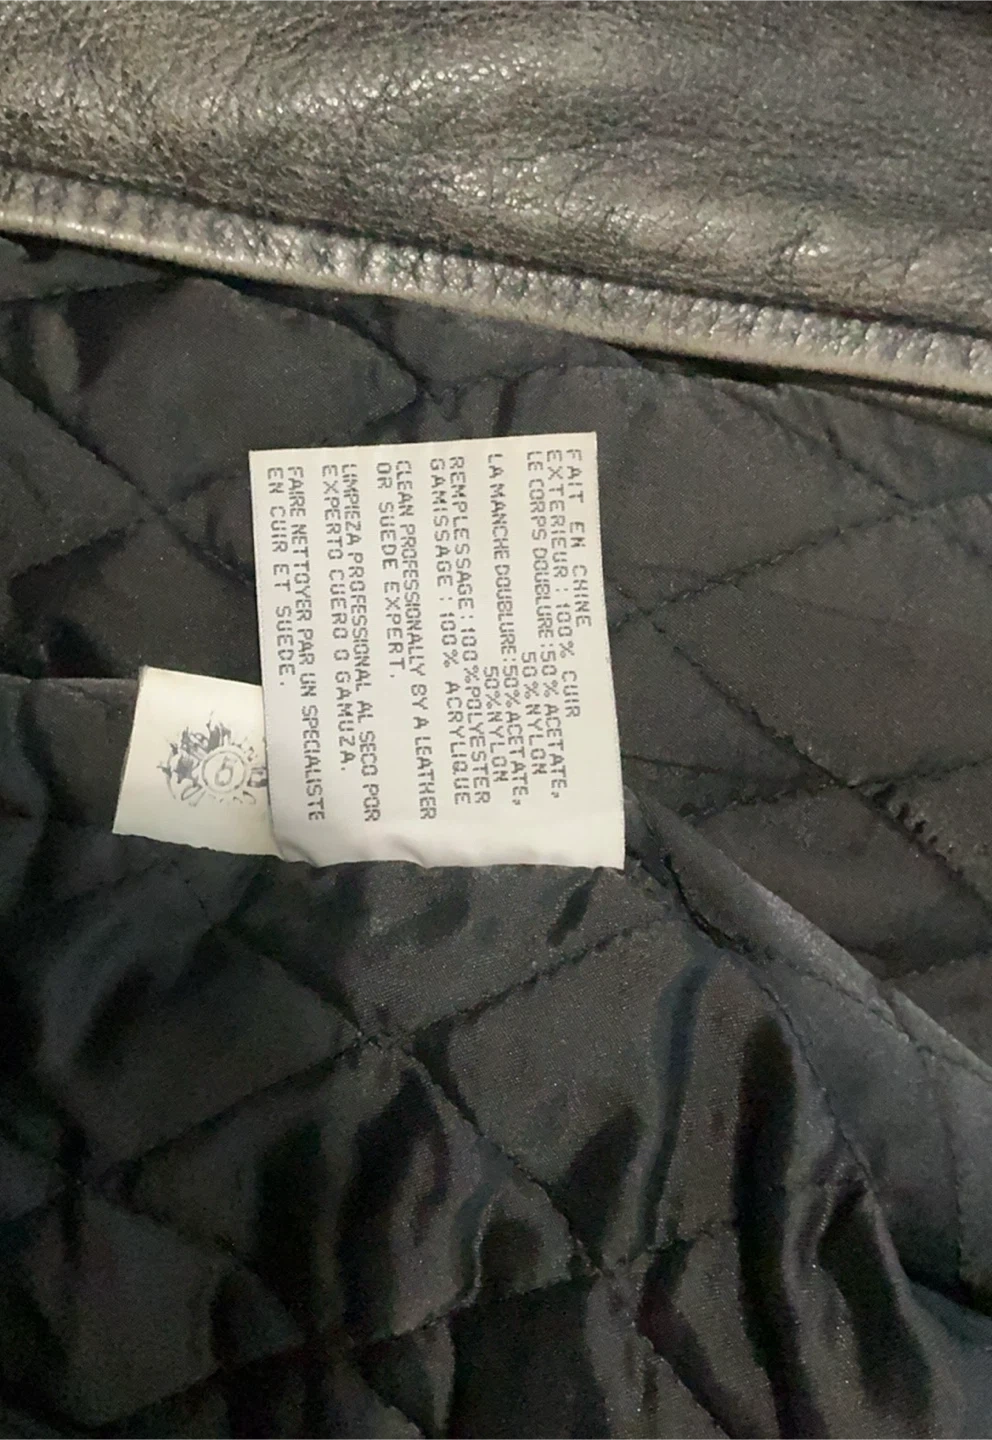 FAIT EN CHINE
EXTERIEUR : 100% CUIR
LE CORPS DOUBLURE:50% ACETATE,
50%NYLON
LA MANCHE DOUBLURE:50%ACETATE,
50%NYLON
REMPLESSAGE:100%POLYESTER
GAMISSAGE : 100% ACRYLIQUE
CLEAN PROFESSIONALLY BY A LEATHER
OR SUEDE EXPERT.
LIMPIEZA PROFESSIONAL AL SECO POR
EXPERTO CUERO O GAMUZA.
FAIRE NETTOYER PAR UN SPECIALISTE
EN CUIR ET SUEDE.
6